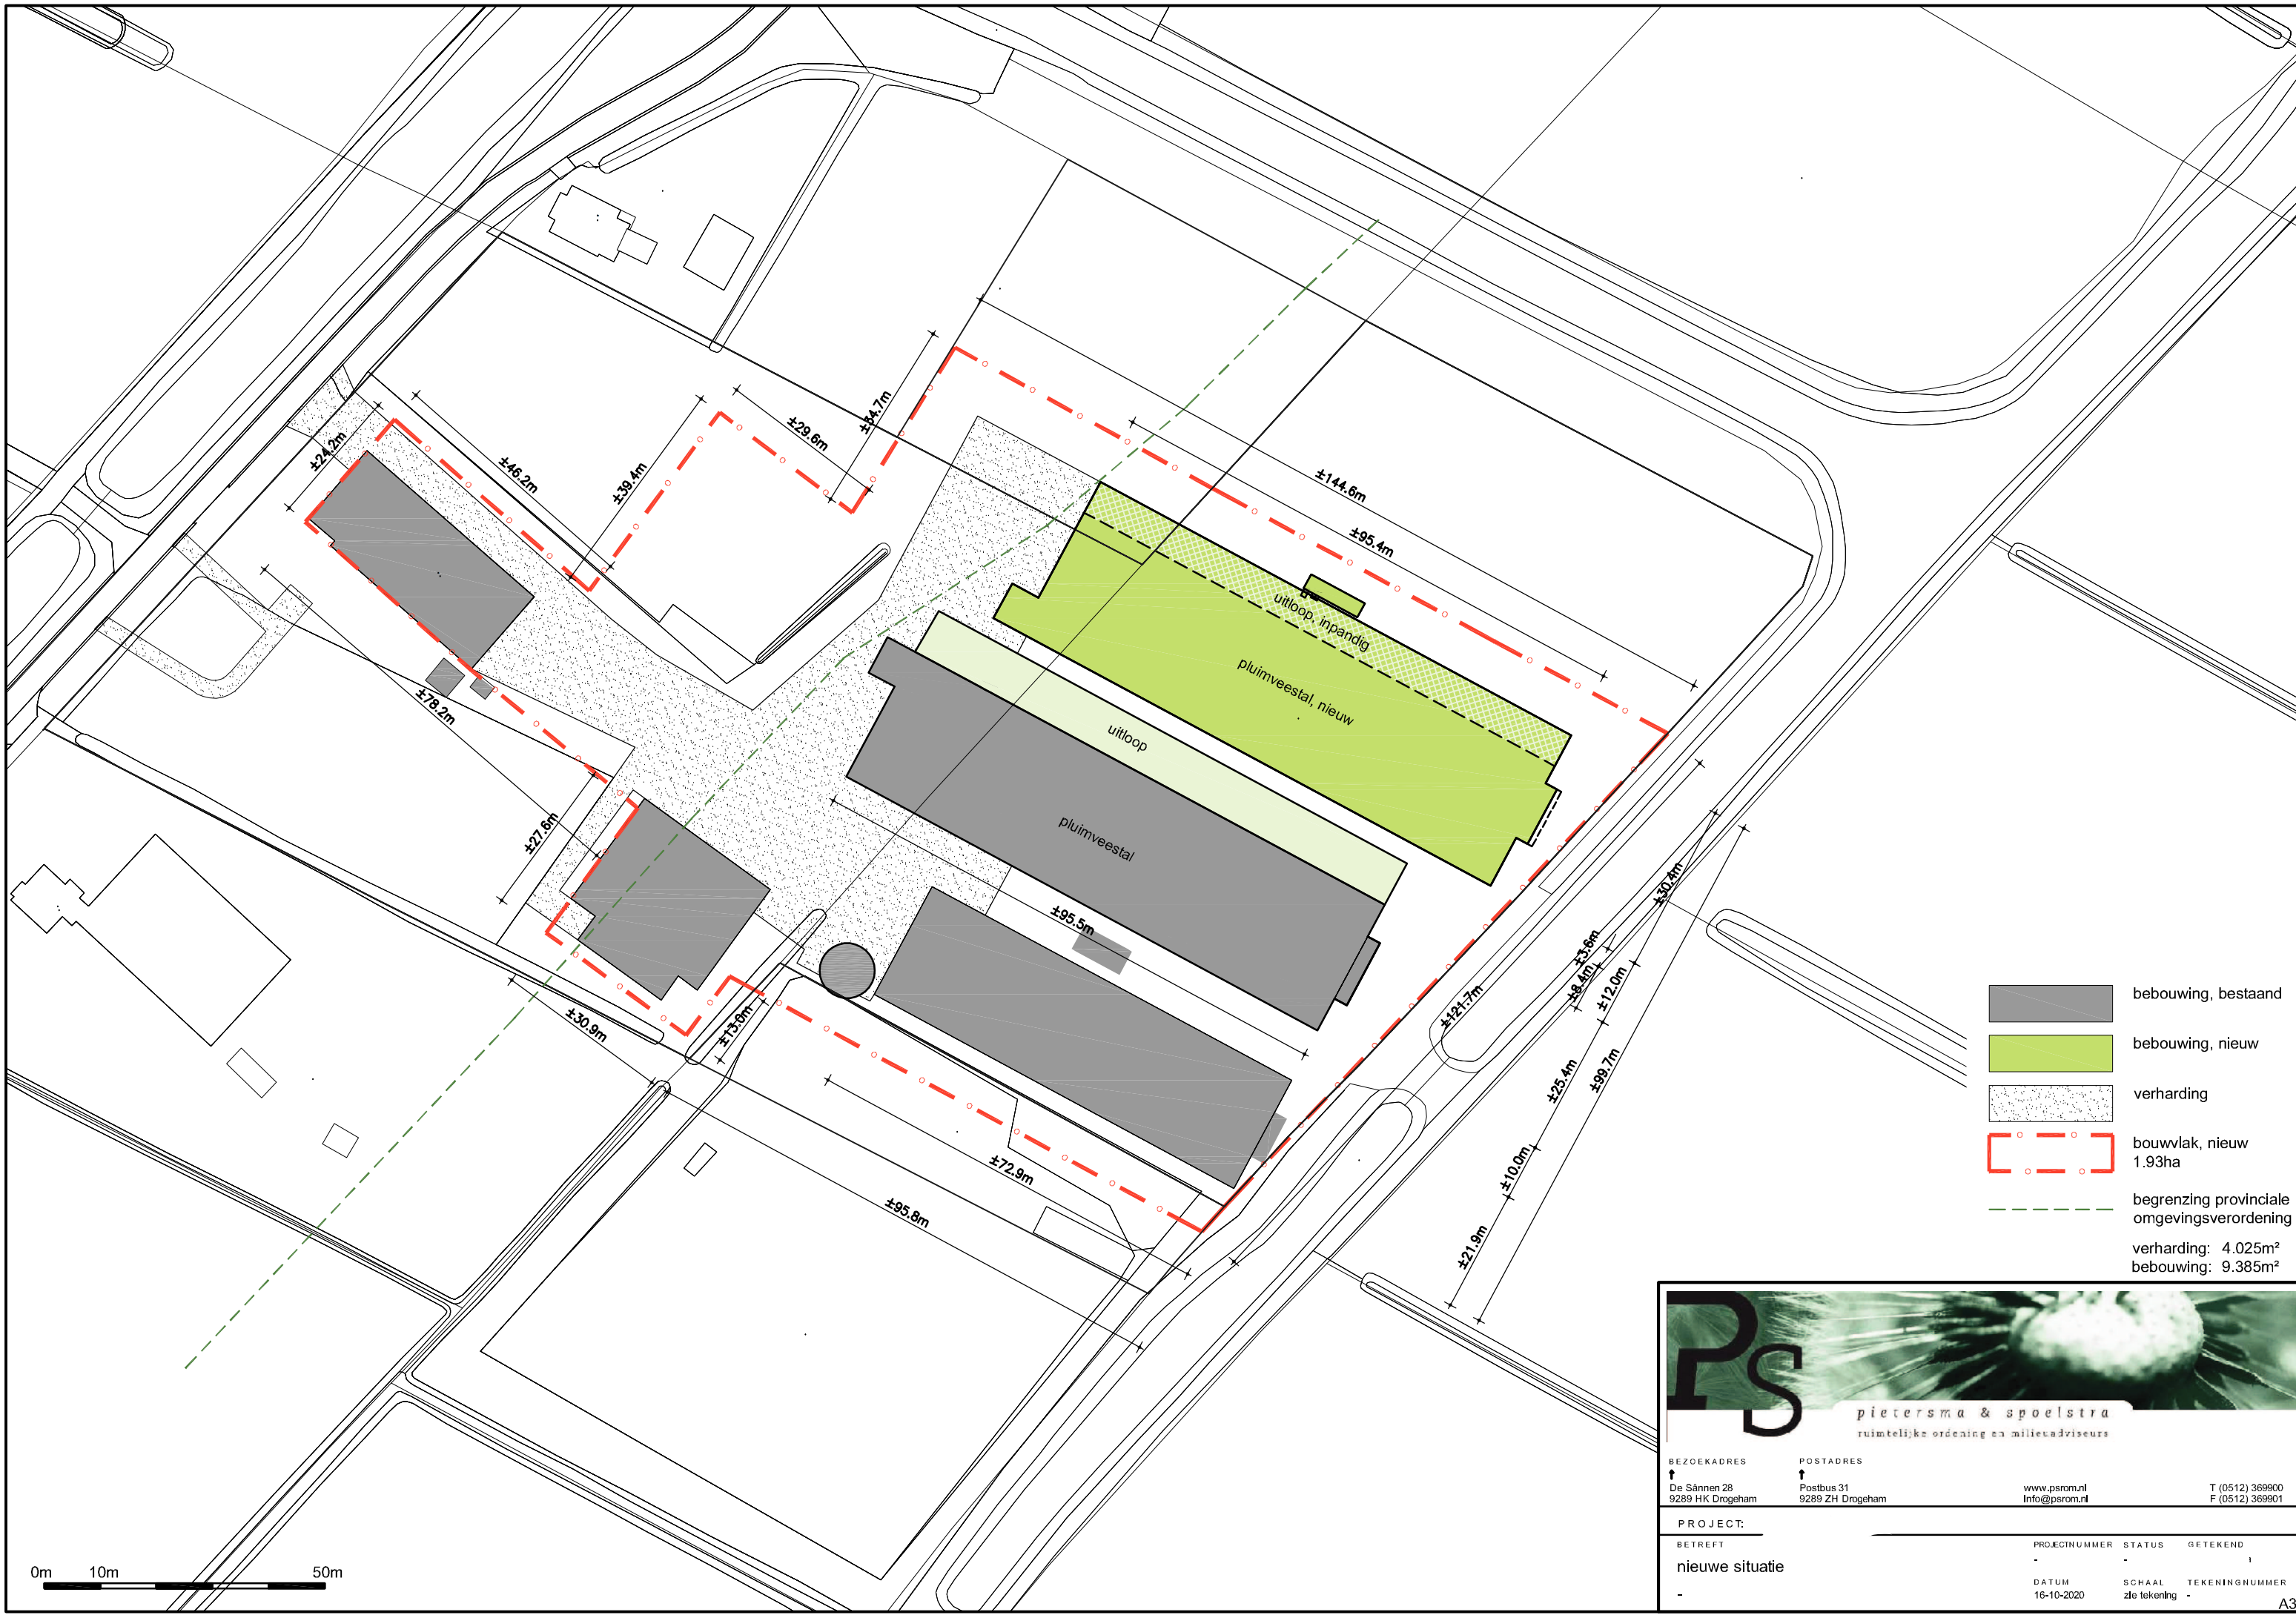 ±24.2m
±46.2m
±39.4m
±29.6m
±34.7m
±144.6m
±95.4m
uitloop, inpandig
pluimveestal, nieuw
uitloop
pluimveestal
±78.2m
±27.6m
±95.5m
±30.9m
±13.0m
±72.9m
±95.8m
±121.7m
±30.4m
±3.6m
±8.4m
±12.0m
±25.4m
±99.7m
±10.0m
±21.9m
bebouwing, bestaand
bebouwing, nieuw
verharding
bouwvlak, nieuw
1.93ha
begrenzing provinciale
omgevingsverordening
verharding: 4.025m²
bebouwing: 9.385m²
PS
pietersma & spoelstra
ruimtelijke ordening en milieuadviseurs
BEZOEKADRES
De Sânnen 28
9289 HK Drogeham
POSTADRES
Postbus 31
9289 ZH Drogeham
www.psrom.nl
Info@psrom.nl
T (0512) 369900
F (0512) 369901
PROJECT:
BETREFT
nieuwe situatie
-
PROJECTNUMMER STATUS GETEKEND
- -
DATUM SCHAAL TEKENINGNUMMER
16-10-2020 zie tekening -
A3
0m 10m 50m